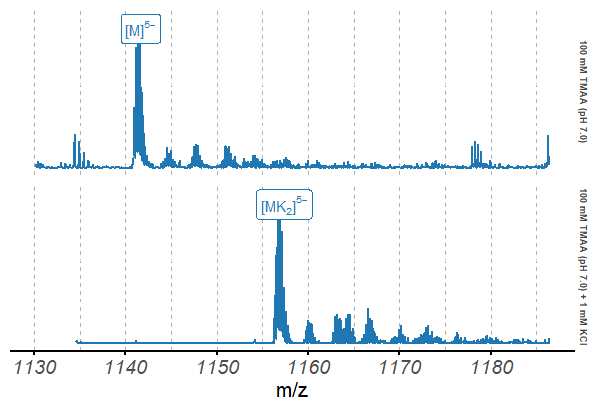 [M]⁵⁻
100 mM TMAA (pH 7.0)
[MK₂]⁵⁻
100 mM TMAA (pH 7.0) + 1 mM KCl
1130 1140 1150 1160 1170 1180
m/z